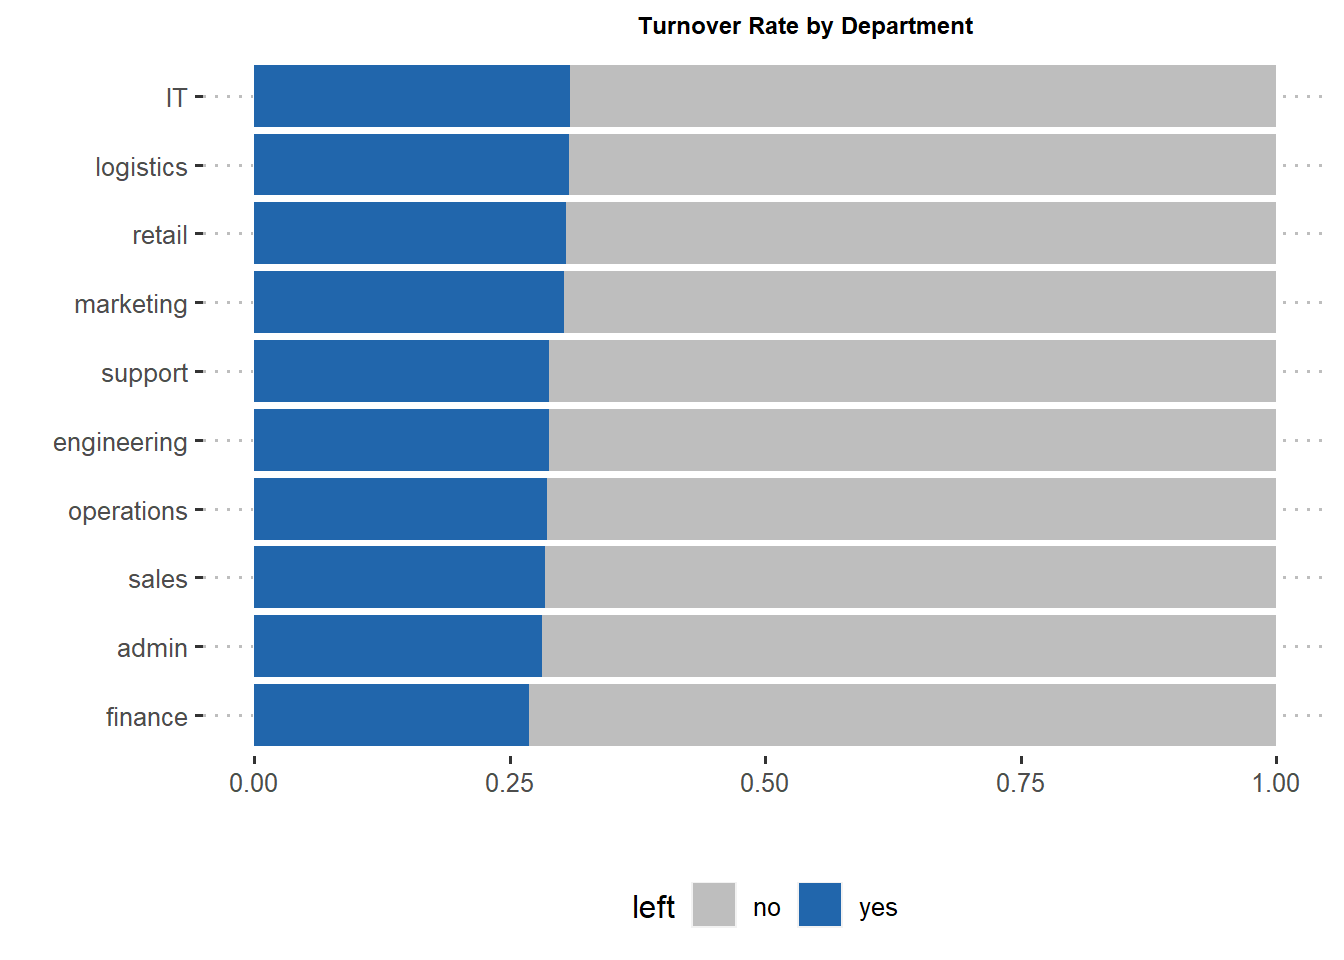 Turnover Rate by Department
IT
logistics
retail
marketing
support
engineering
operations
sales
admin
finance
0.00 0.25 0.50 0.75 1.00
left no yes